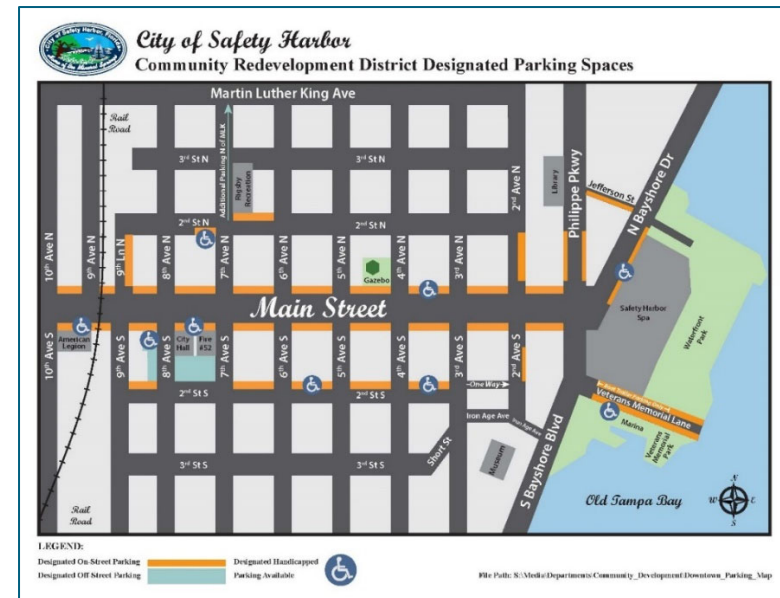 City of Safety Harbor
Community Redevelopment District Designated Parking Spaces
Martin Luther King Ave
Rail
Road
3rd St N
3rd St N
Additional Parking N of MLK
Rigsby
Recreation
2nd Ave N
Library
Philippe Pkwy
Jefferson St
N Bayshore Dr
2nd St N
2nd St N
10th Ave N
9th Ave N
9th Ln N
8th Ave N
7th Ave N
6th Ave N
5th Ave N
4th Ave N
3rd Ave N
Gazebo
Main Street
Safety Harbor
Spa
Waterfront
Park
American
Legion
City
Hall
Fire
#52
10th Ave S
9th Ave S
8th Ave S
7th Ave S
6th Ave S
5th Ave S
4th Ave S
3rd Ave S
2nd Ave S
One Way
2nd St S
2nd St S
Veterans Memorial Lane
Iron Age Ave
Marina
Veterans
Memorial
Park
Short St
Museum
S Bayshore Blvd
3rd St S
3rd St S
Rail
Road
Old Tampa Bay
N
W
E
S
LEGEND:
Designated On-Street Parking
Designated Off Street Parking
Designated Handicapped
Parking Available
File Path: S:\Media\Departments\Community_Development\Downtown_Parking_Map